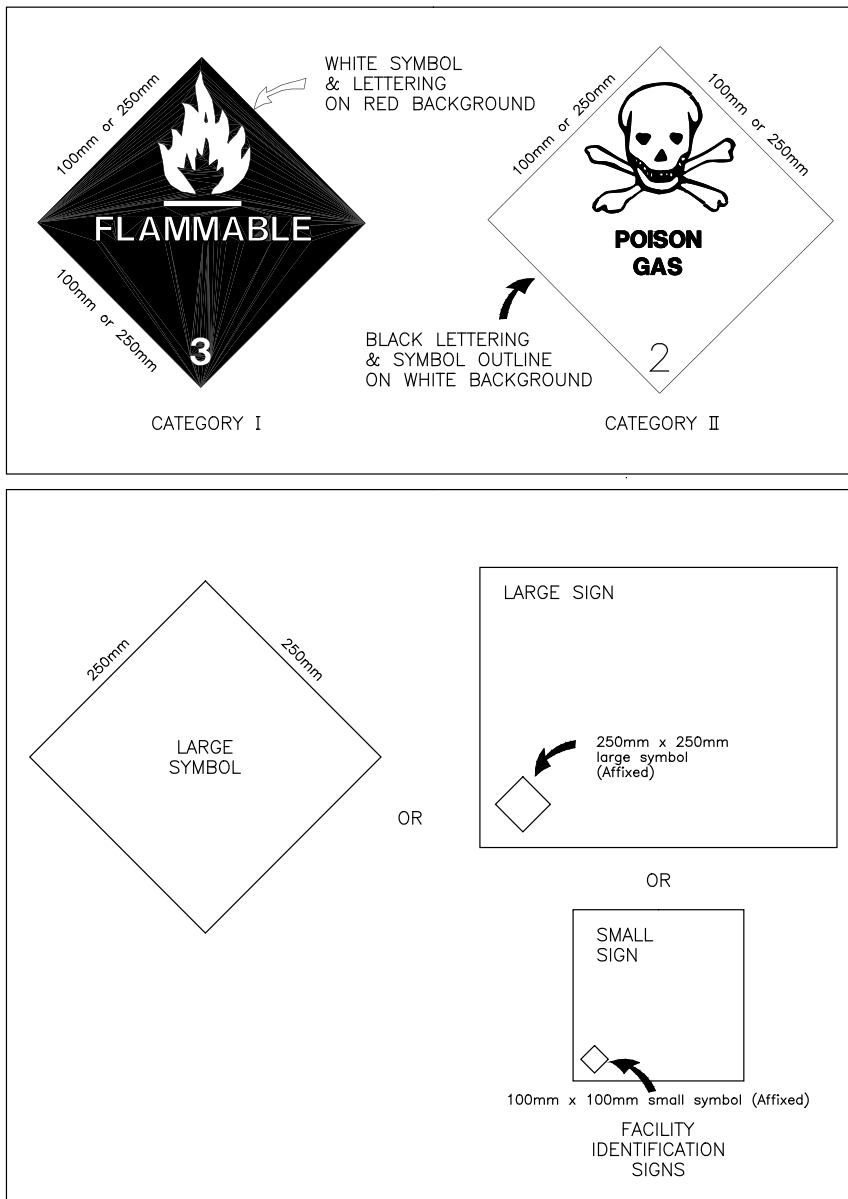 WHITE SYMBOL
& LETTERING
ON RED BACKGROUND
100mm or 250mm
100mm or 250mm
FLAMMABLE
3
CATEGORY I
100mm or 250mm
100mm or 250mm
POISON
GAS
2
BLACK LETTERING
& SYMBOL OUTLINE
ON WHITE BACKGROUND
CATEGORY II
250mm
250mm
LARGE
SYMBOL
OR
LARGE SIGN
250mm x 250mm
large symbol
(Affixed)
OR
SMALL
SIGN
100mm x 100mm small symbol (Affixed)
FACILITY
IDENTIFICATION
SIGNS